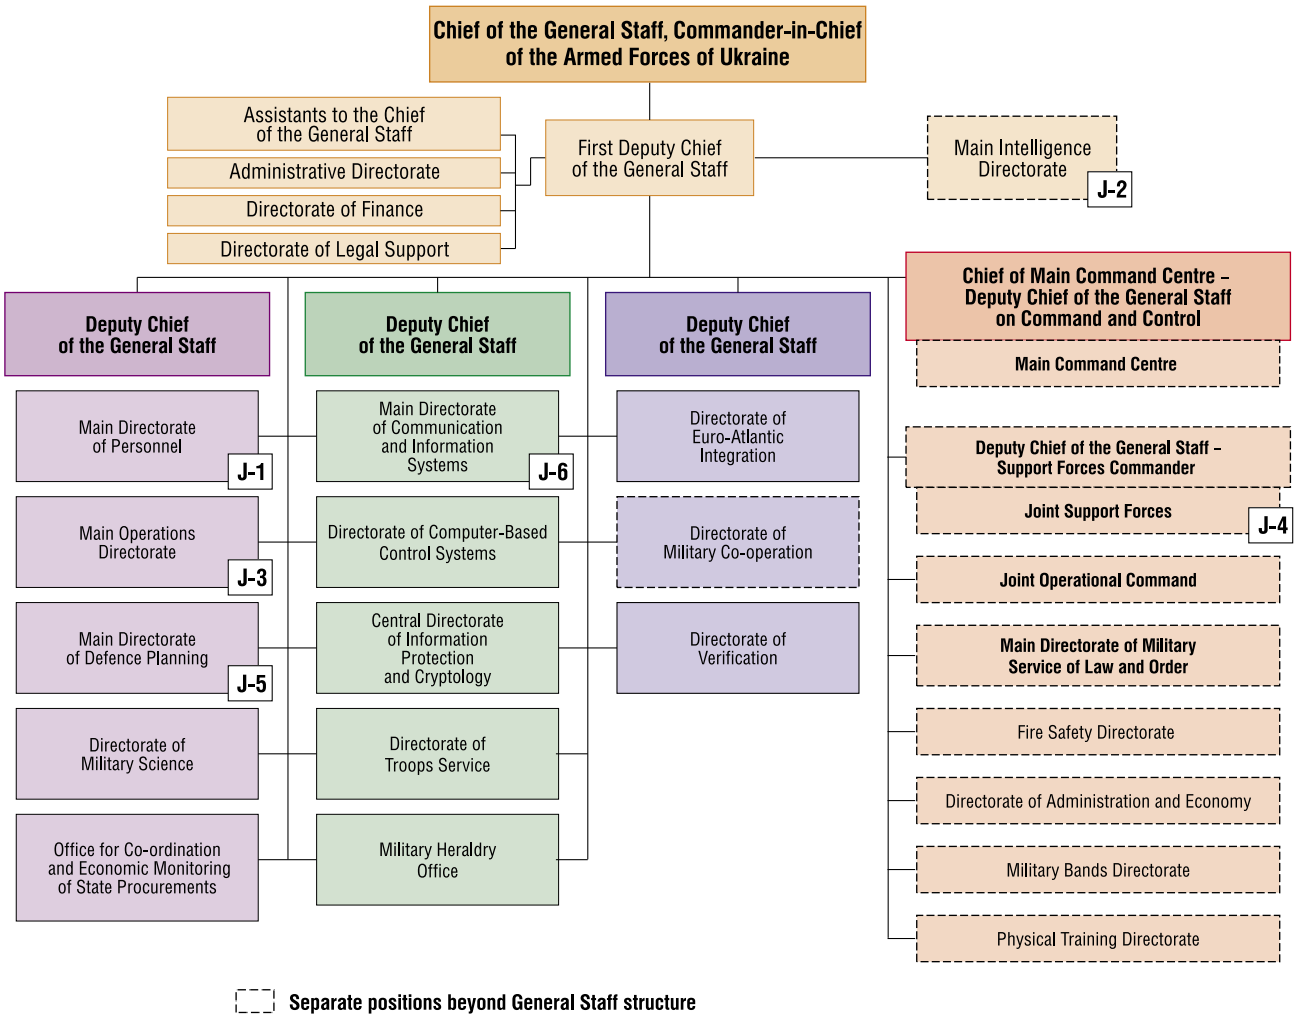 Chief of the General Staff, Commander-in-Chief
of the Armed Forces of Ukraine
Assistants to the Chief
of the General Staff
Administrative Directorate
Directorate of Finance
Directorate of Legal Support
First Deputy Chief
of the General Staff
Main Intelligence
Directorate
J-2
Deputy Chief
of the General Staff
Main Directorate
of Personnel
J-1
Main Operations
Directorate
J-3
Main Directorate
of Defence Planning
J-5
Directorate of
Military Science
Office for Co-ordination
and Economic Monitoring
of State Procurements
Deputy Chief
of the General Staff
Main Directorate
of Communication
and Information
Systems
J-6
Directorate of Computer-Based
Control Systems
Central Directorate
of Information
Protection
and Cryptology
Directorate of
Troops Service
Military Heraldry
Office
Deputy Chief
of the General Staff
Directorate of
Euro-Atlantic
Integration
Directorate of
Military Co-operation
Directorate of
Verification
Chief of Main Command Centre –
Deputy Chief of the General Staff
on Command and Control
Main Command Centre
Deputy Chief of the General Staff –
Support Forces Commander
Joint Support Forces
J-4
Joint Operational Command
Main Directorate of Military
Service of Law and Order
Fire Safety Directorate
Directorate of Administration and Economy
Military Bands Directorate
Physical Training Directorate
Separate positions beyond General Staff structure